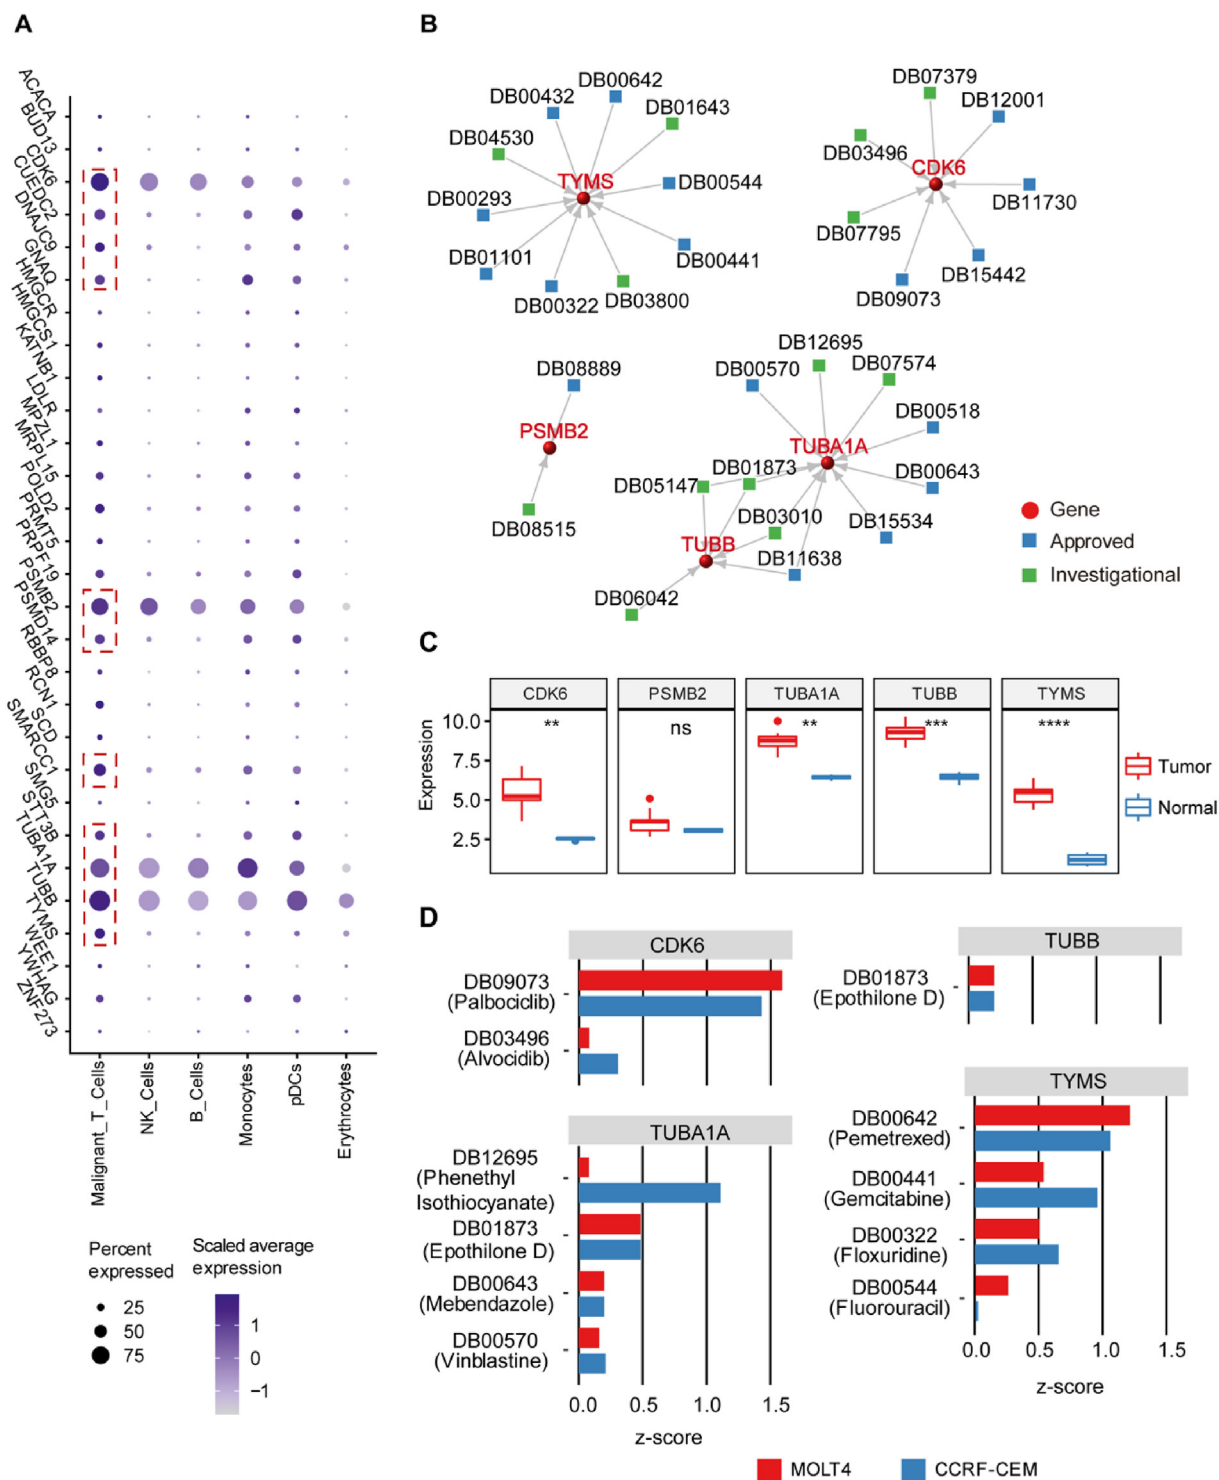 A
ACACA
BUD13
CDK6
CUEDC2
DNAJC9
GNAQ
HMGCR
HMGCS1
KATNB1
LDLR
MPZL1
MRPL15
POLD2
PRMT5
PRPF19
PSMB2
PSMD14
RBBP8
RCN1
SCD
SMARCC1
SMG5
STT3B
TUBA1A
TUBB
TYMS
WEE1
YWHAG
ZNF273
Malignant_T_Cells
NK_Cells
B_Cells
Monocytes
pDCs
Erythrocytes
Percent
expressed
25
50
75
Scaled average
expression
1
0
−1
B
DB00642
DB00432
DB01643
DB04530
TYMS
DB00544
DB00293
DB01101
DB00441
DB00322
DB03800
DB07379
DB12001
DB03496
CDK6
DB11730
DB07795
DB15442
DB09073
DB08889
PSMB2
DB08515
DB12695
DB00570
DB07574
DB00518
TUBA1A
DB01873
DB00643
DB05147
DB03010
DB15534
TUBB
DB11638
DB06042
Gene
Approved
Investigational
C
CDK6
PSMB2
TUBA1A
TUBB
TYMS
**
ns
**
***
****
Expression
10.0
7.5
5.0
2.5
Tumor
Normal
D
CDK6
DB09073
(Palbociclib)
DB03496
(Alvocidib)
TUBA1A
DB12695
(Phenethyl
Isothiocyanate)
DB01873
(Epothilone D)
DB00643
(Mebendazole)
DB00570
(Vinblastine)
0.0
0.5
1.0
1.5
z-score
TUBB
DB01873
(Epothilone D)
TYMS
DB00642
(Pemetrexed)
DB00441
(Gemcitabine)
DB00322
(Floxuridine)
DB00544
(Fluorouracil)
0.0
0.5
1.0
1.5
z-score
MOLT4
CCRF-CEM